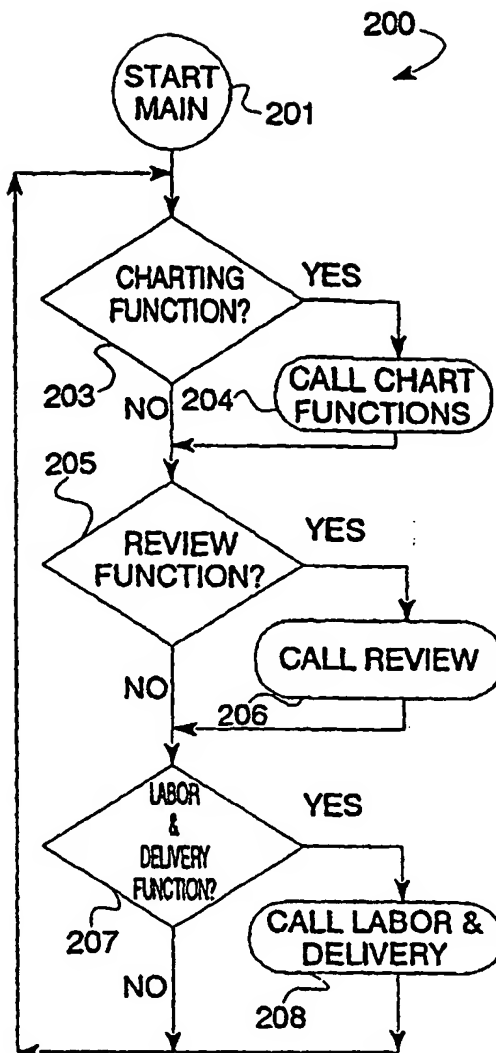 200
START
MAIN
201
CHARTING
FUNCTION?
YES
203
NO
204
CALL CHART
FUNCTIONS
205
REVIEW
FUNCTION?
YES
CALL REVIEW
NO
206
LABOR
&
DELIVERY
FUNCTION?
YES
207
CALL LABOR &
DELIVERY
NO
208